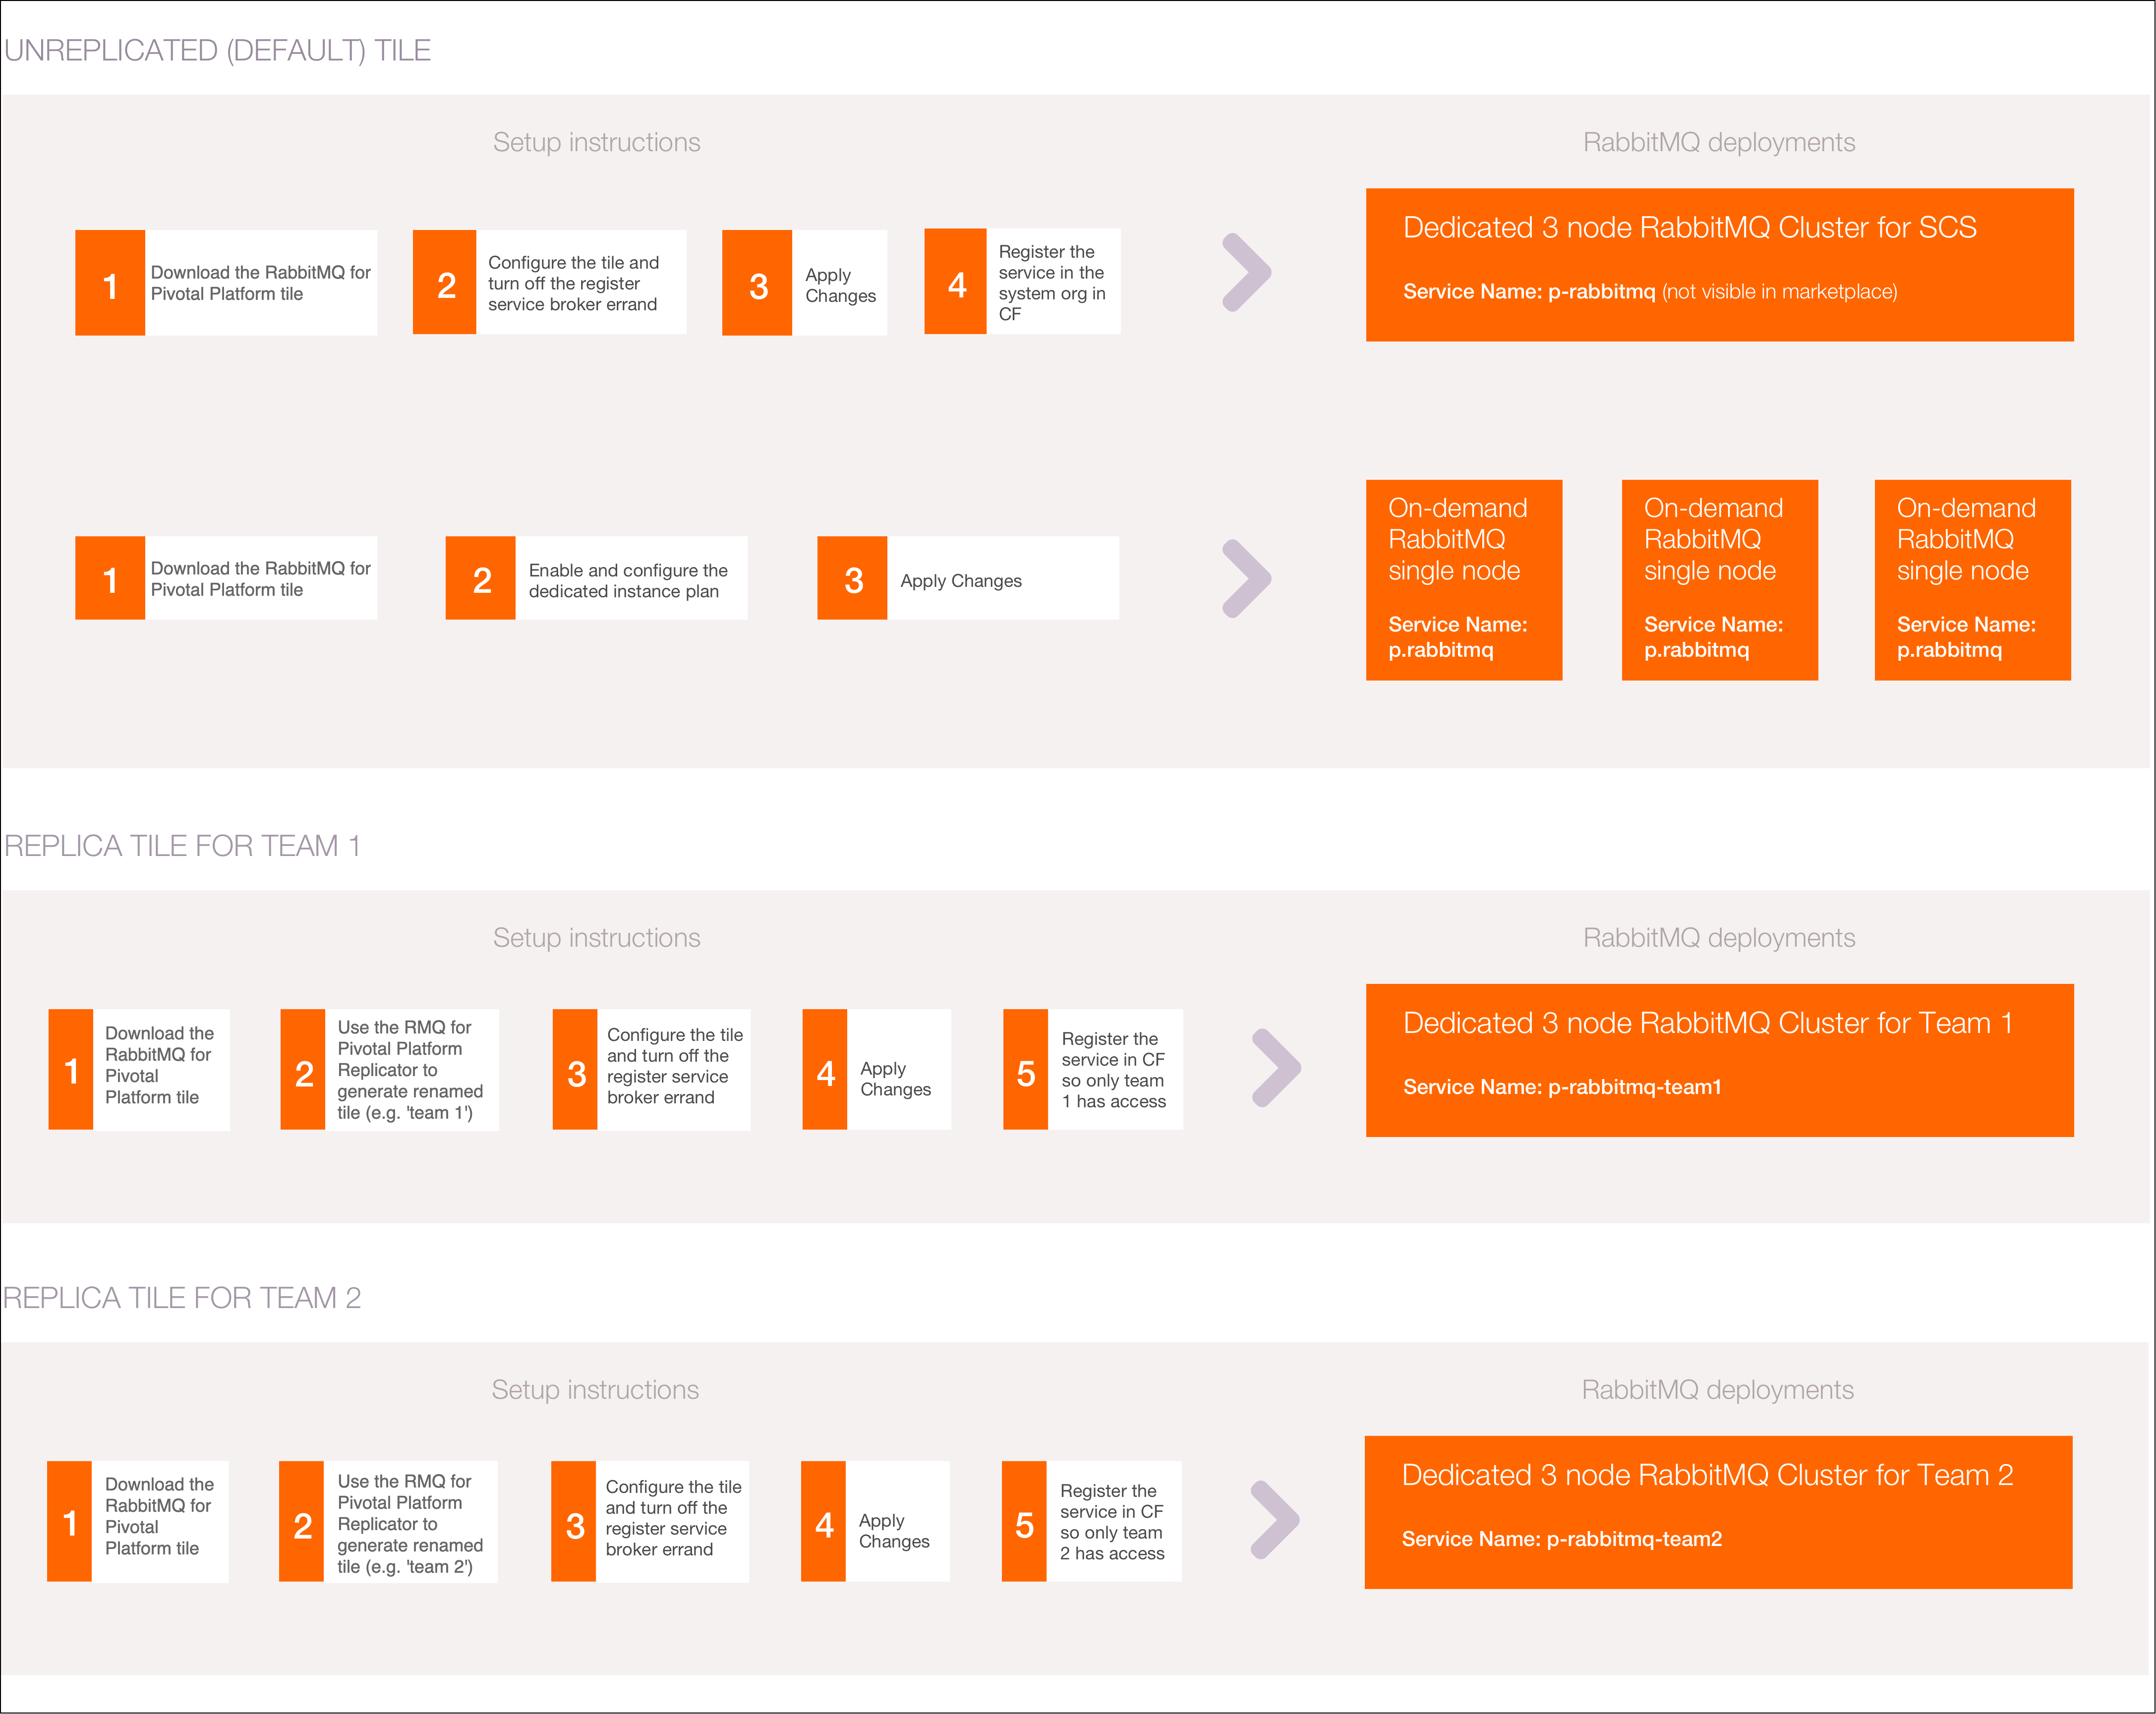 UNREPLICATED (DEFAULT) TILE
Setup instructions
RabbitMQ deployments
1
Download the RabbitMQ for
Pivotal Platform tile
2
Configure the tile and
turn off the register
service broker errand
3
Apply
Changes
4
Register the
service in the
system org in
CF
Dedicated 3 node RabbitMQ Cluster for SCS
Service Name: p-rabbitmq (not visible in marketplace)
1
Download the RabbitMQ for
Pivotal Platform tile
2
Enable and configure the
dedicated instance plan
3
Apply Changes
On-demand
RabbitMQ
single node
Service Name:
p.rabbitmq
On-demand
RabbitMQ
single node
Service Name:
p.rabbitmq
On-demand
RabbitMQ
single node
Service Name:
p.rabbitmq
REPLICA TILE FOR TEAM 1
Setup instructions
RabbitMQ deployments
1
Download the
RabbitMQ for
Pivotal
Platform tile
2
Use the RMQ for
Pivotal Platform
Replicator to
generate renamed
tile (e.g. 'team 1')
3
Configure the tile
and turn off the
register service
broker errand
4
Apply
Changes
5
Register the
service in CF
so only team
1 has access
Dedicated 3 node RabbitMQ Cluster for Team 1
Service Name: p-rabbitmq-team1
REPLICA TILE FOR TEAM 2
Setup instructions
RabbitMQ deployments
1
Download the
RabbitMQ for
Pivotal
Platform tile
2
Use the RMQ for
Pivotal Platform
Replicator to
generate renamed
tile (e.g. 'team 2')
3
Configure the tile
and turn off the
register service
broker errand
4
Apply
Changes
5
Register the
service in CF
so only team
2 has access
Dedicated 3 node RabbitMQ Cluster for Team 2
Service Name: p-rabbitmq-team2